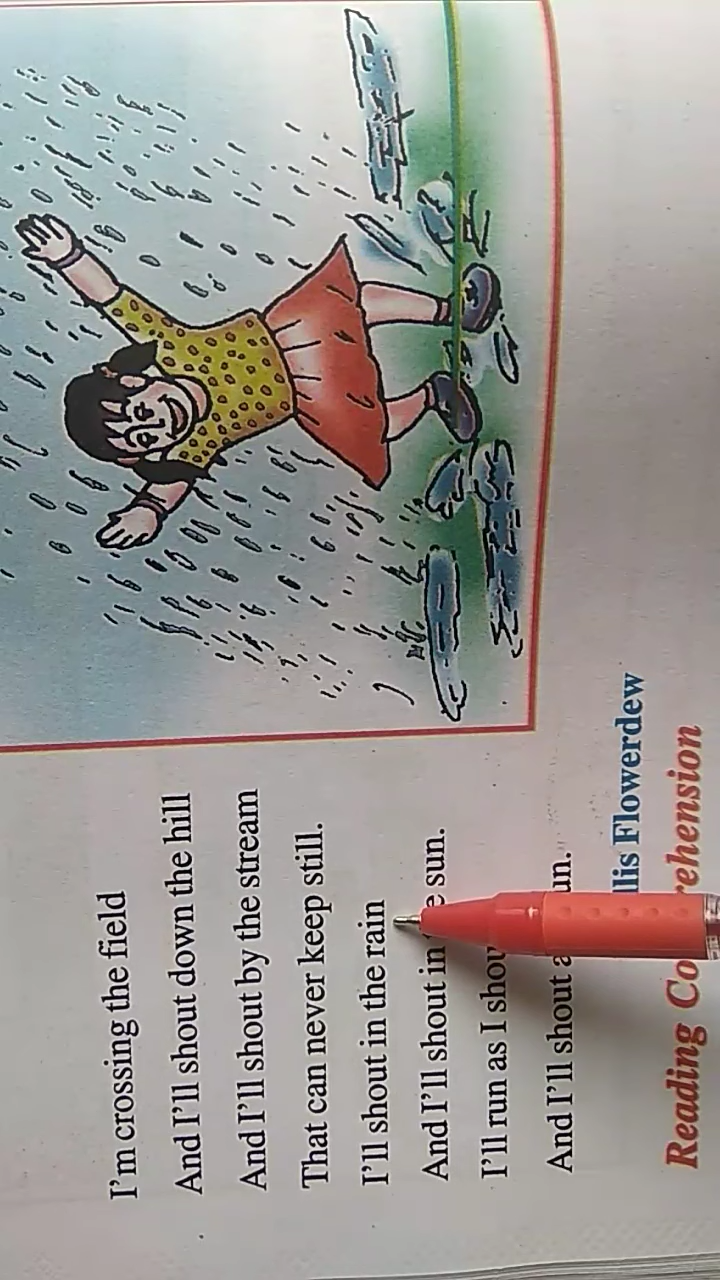 I'm crossing the field
And I'll shout down the hill
And I'll shout by the stream
That can never keep still.
I'll shout in the rain
And I'll shout in sun.
I'll run as I
And I'll shout
Flowerdew
Reading